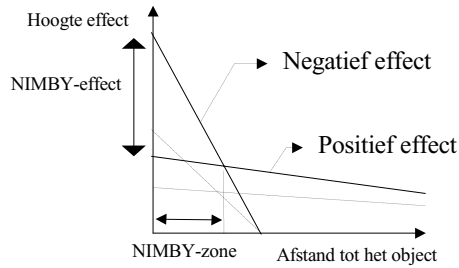 Hoogte effect
Negatief effect
NIMBY-effect
Positief effect
NIMBY-zone
Afstand tot het object